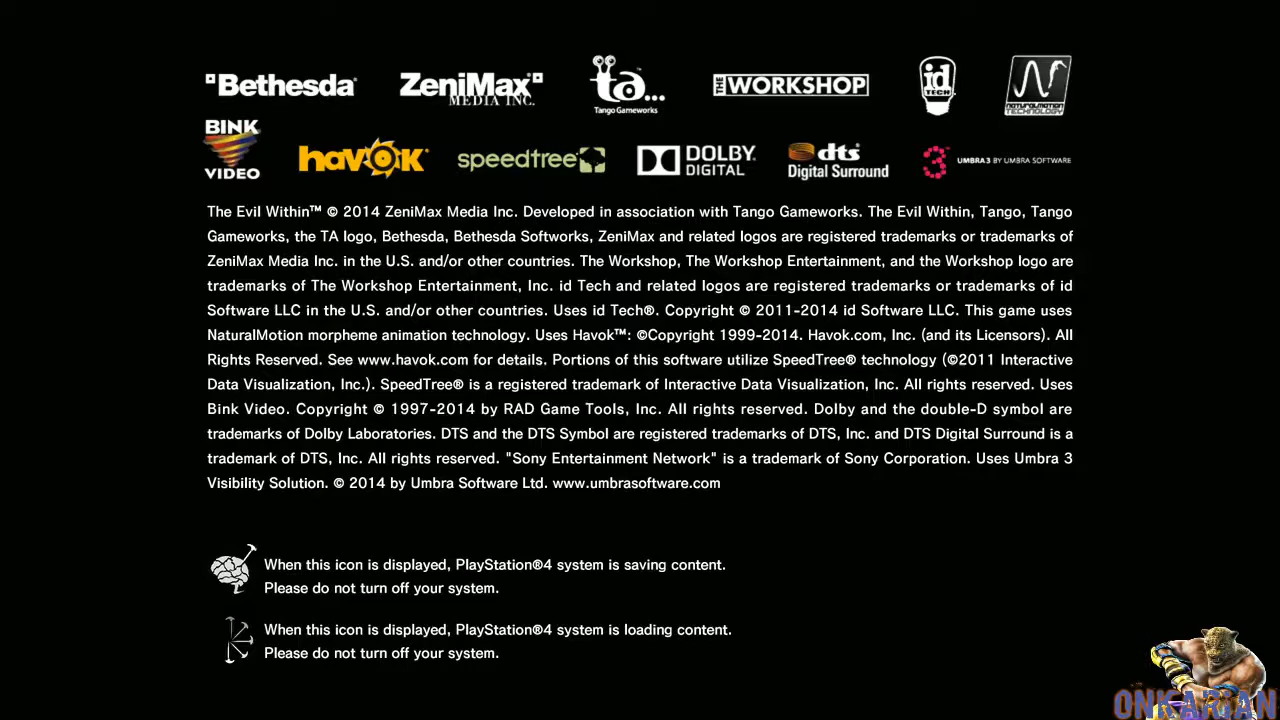 Bethesda® ZeniMax® MEDIA INC. ta...™ Tango Gameworks THE WORKSHOP id TECH NATURALMOTION TECHNOLOGY
BINK VIDEO havok speedtree DOLBY DIGITAL dts Digital Surround UMBRA 3 BY UMBRA SOFTWARE
The Evil Within™ © 2014 ZeniMax Media Inc. Developed in association with Tango Gameworks. The Evil Within, Tango, Tango
Gameworks, the TA logo, Bethesda, Bethesda Softworks, ZeniMax and related logos are registered trademarks or trademarks of
ZeniMax Media Inc. in the U.S. and/or other countries. The Workshop, The Workshop Entertainment, and the Workshop logo are
trademarks of The Workshop Entertainment, Inc. id Tech and related logos are registered trademarks or trademarks of id
Software LLC in the U.S. and/or other countries. Uses id Tech®. Copyright © 2011-2014 id Software LLC. This game uses
NaturalMotion morpheme animation technology. Uses Havok™: ©Copyright 1999-2014. Havok.com, Inc. (and its Licensors). All
Rights Reserved. See www.havok.com for details. Portions of this software utilize SpeedTree® technology (©2011 Interactive
Data Visualization, Inc.). SpeedTree® is a registered trademark of Interactive Data Visualization, Inc. All rights reserved. Uses
Bink Video. Copyright © 1997-2014 by RAD Game Tools, Inc. All rights reserved. Dolby and the double-D symbol are
trademarks of Dolby Laboratories. DTS and the DTS Symbol are registered trademarks of DTS, Inc. and DTS Digital Surround is a
trademark of DTS, Inc. All rights reserved. "Sony Entertainment Network" is a trademark of Sony Corporation. Uses Umbra 3
Visibility Solution. © 2014 by Umbra Software Ltd. www.umbrasoftware.com
When this icon is displayed, PlayStation®4 system is saving content.
Please do not turn off your system.
When this icon is displayed, PlayStation®4 system is loading content.
Please do not turn off your system.
ONKARIAN